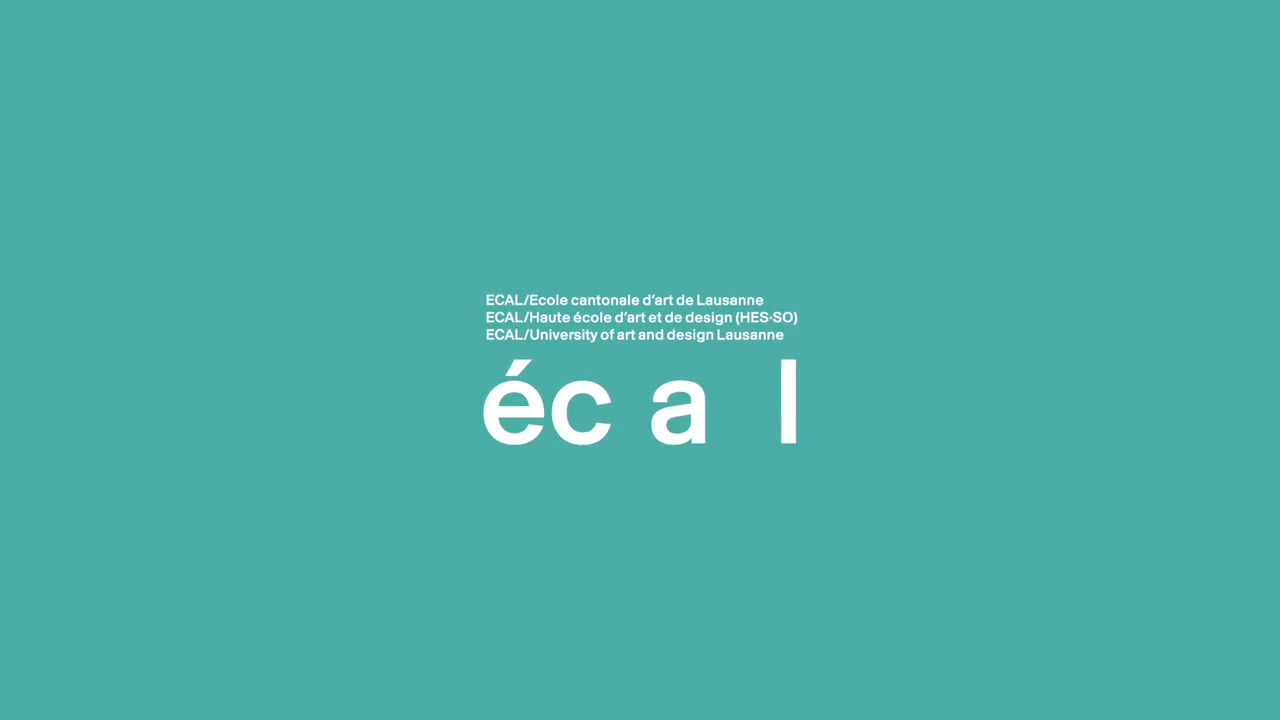 ECAL/Ecole cantonale d’art de Lausanne
ECAL/Haute école d’art et de design (HES·SO)
ECAL/University of art and design Lausanne
éc a l